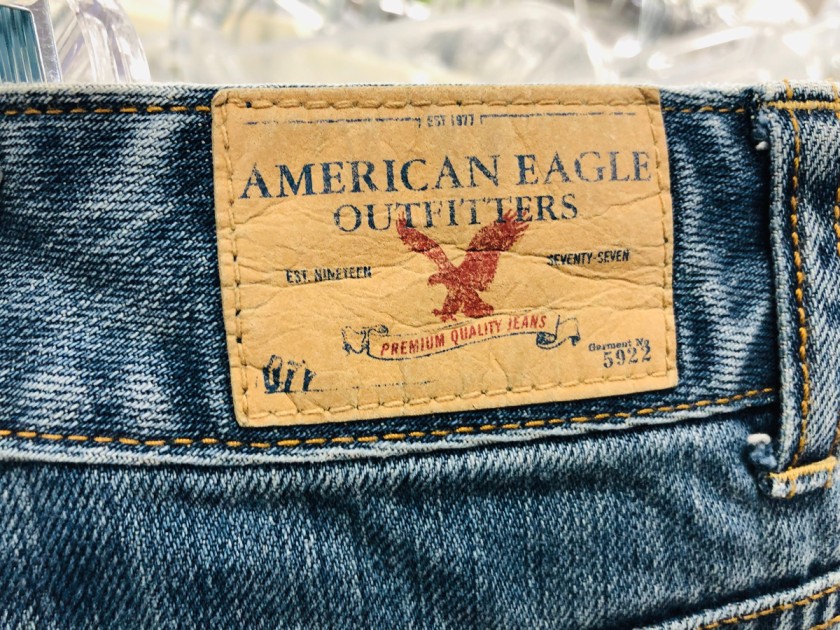 EST 1977
AMERICAN EAGLE
OUTFITTERS
EST. NINETEEN SEVENTY-SEVEN
PREMIUM QUALITY JEANS
Garment No
5922